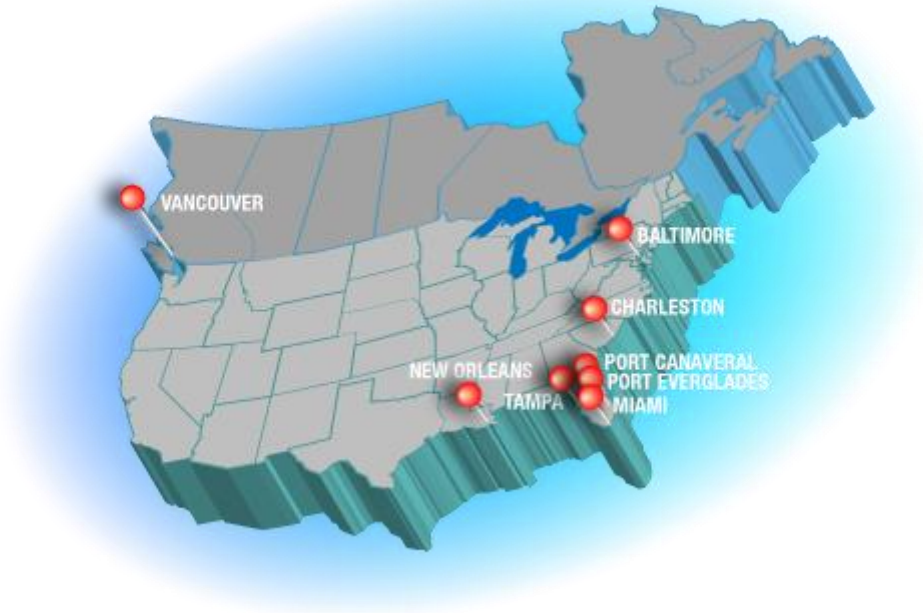 VANCOUVER
BALTIMORE
CHARLESTON
PORT CANAVERAL
NEW ORLEANS
PORT EVERGLADES
TAMPA
MIAMI